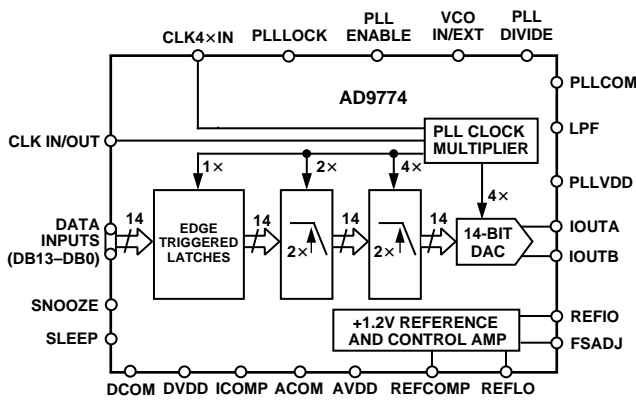 CLK4×IN
PLLLOCK
PLL
ENABLE
VCO
IN/EXT
PLL
DIVIDE
AD9774
PLLCOM
CLK IN/OUT
PLL CLOCK
MULTIPLIER
LPF
1×
2×
4×
4×
PLLVDD
DATA
INPUTS
(DB13–DB0)
14
EDGE
TRIGGERED
LATCHES
14
2×
14
2×
14
14-BIT
DAC
IOUTA
IOUTB
SNOOZE
SLEEP
+1.2V REFERENCE
AND CONTROL AMP
REFIO
FSADJ
DCOM
DVDD
ICOMP
ACOM
AVDD
REFCOMP
REFLO